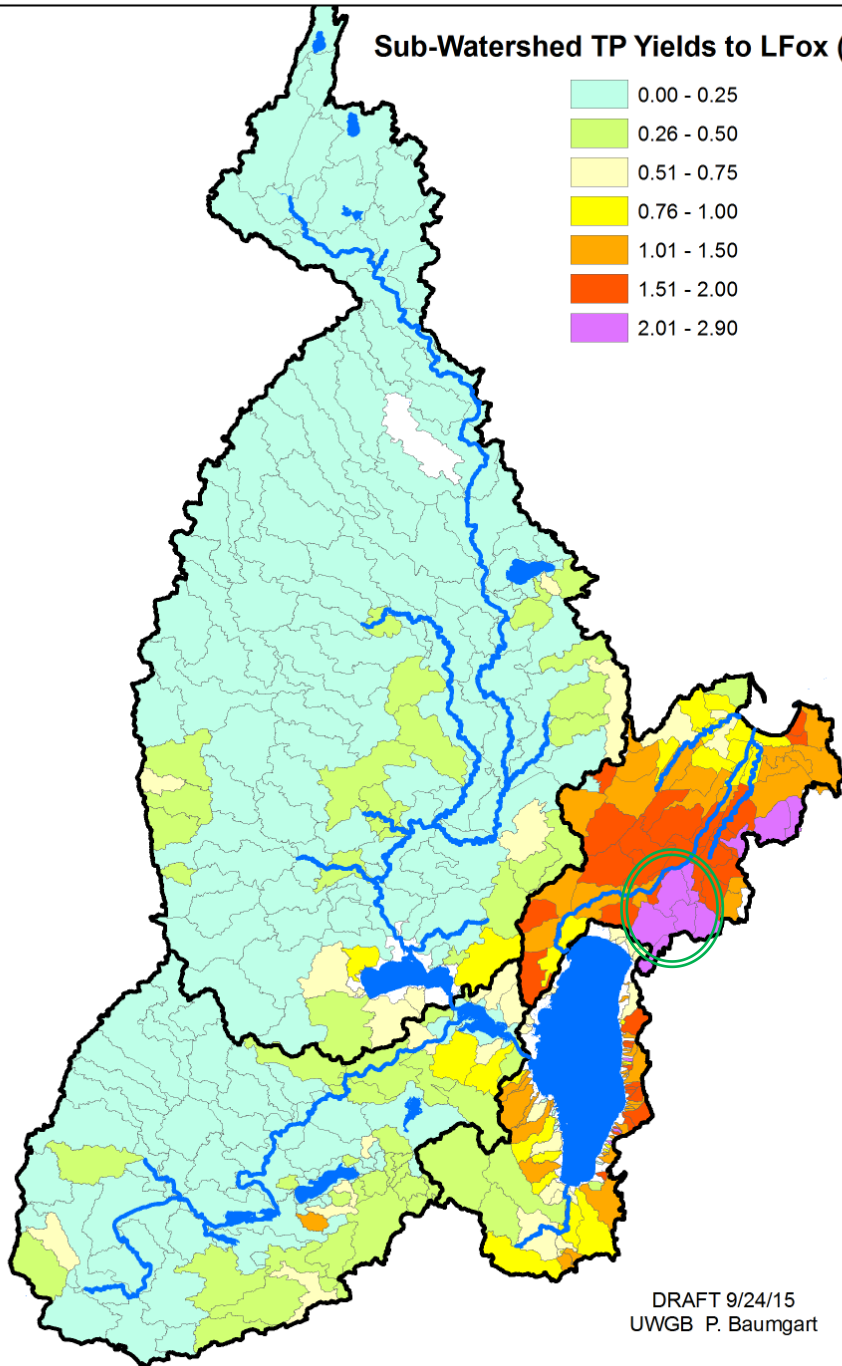 Sub-Watershed TP Yields to LFox (
0.00 - 0.25
0.26 - 0.50
0.51 - 0.75
0.76 - 1.00
1.01 - 1.50
1.51 - 2.00
2.01 - 2.90
DRAFT 9/24/15
UWGB P. Baumgart